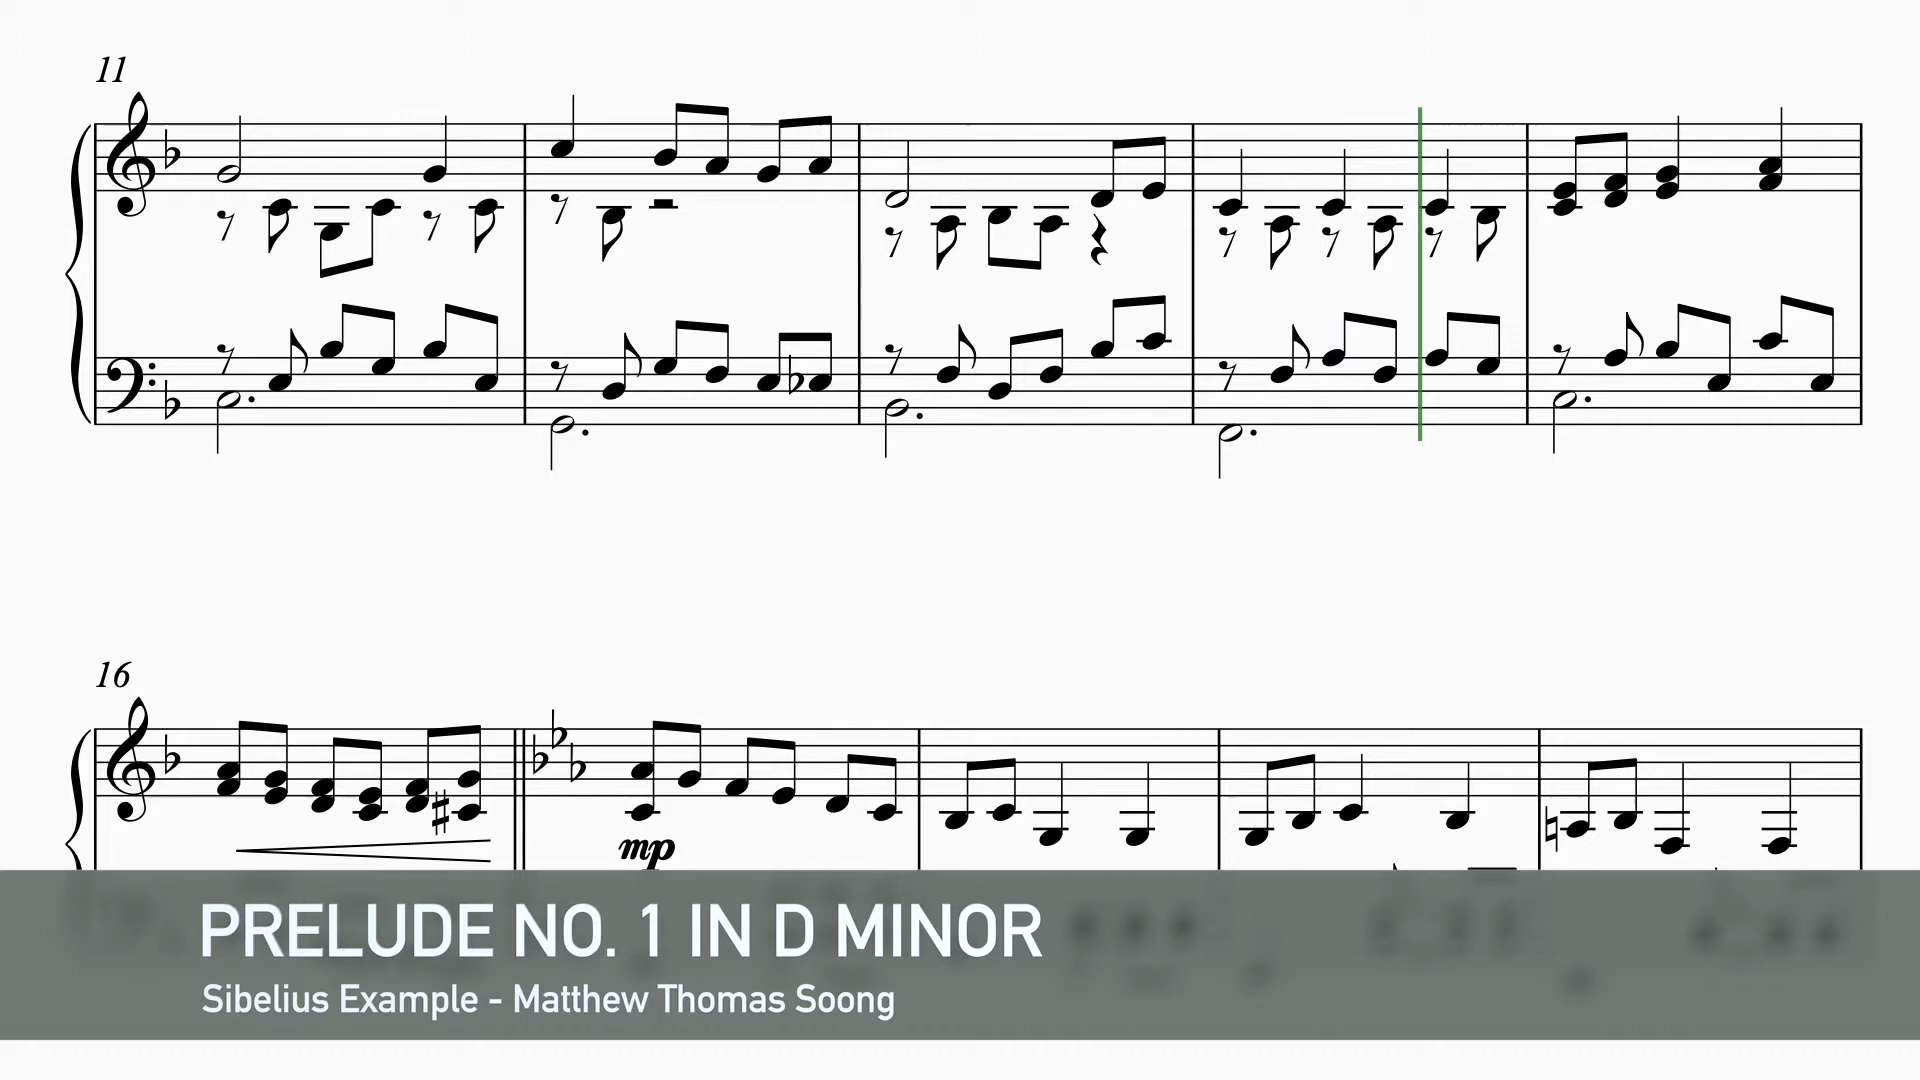 11
16
mp
PRELUDE NO. 1 IN D MINOR
Sibelius Example - Matthew Thomas Soong